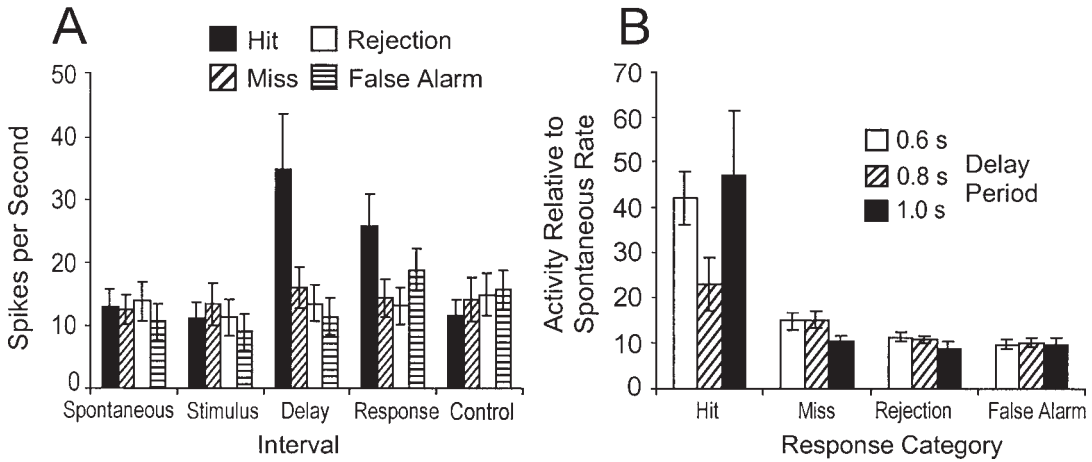 A
Hit
Rejection
Miss
False Alarm
50
40
30
20
10
0
Spikes per Second
Spontaneous
Stimulus
Delay
Response
Control
Interval
B
70
60
50
40
30
20
10
0
Activity Relative to
Spontaneous Rate
0.6 s
0.8 s
1.0 s
Delay
Period
Hit
Miss
Rejection
False Alarm
Response Category